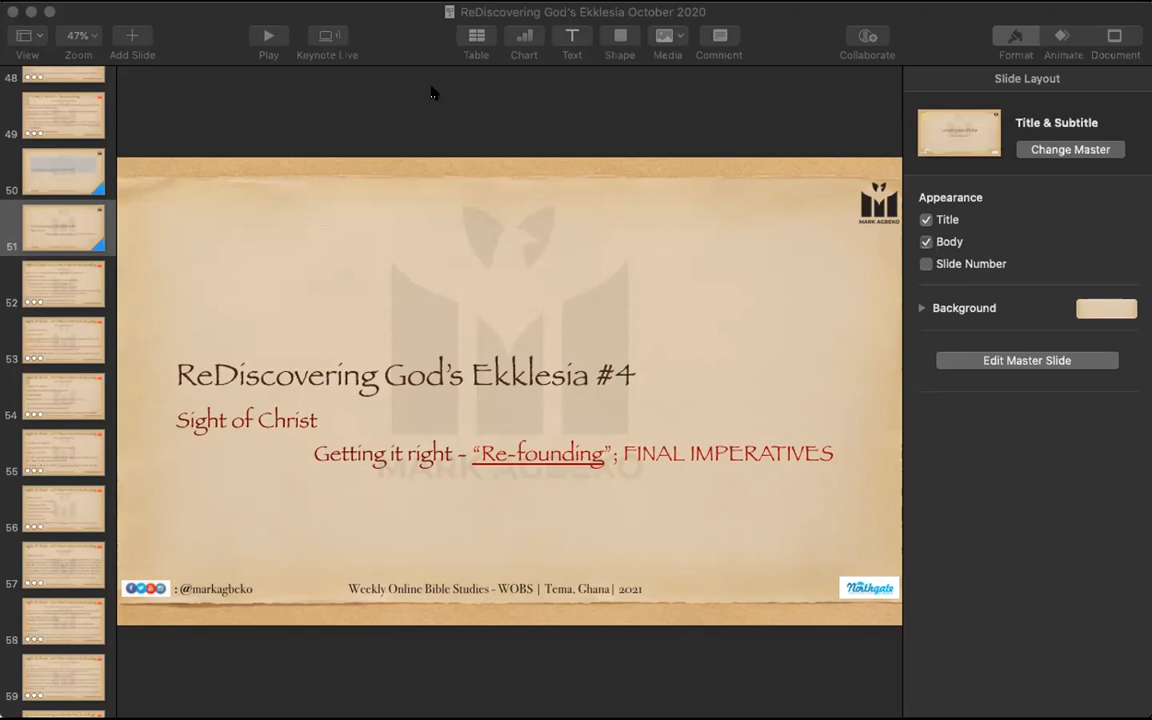 ReDiscovering God's Ekklesia October 2020
View
47%
Zoom
Add Slide
Play
Keynote Live
Table
Chart
Text
Shape
Media
Comment
Collaborate
Format
Animate
Document
48
49
50
51
52
53
54
55
56
57
58
59
MARK AGBEKO
ReDiscovering God's Ekklesia #4
Sight of Christ
Getting it right - "Re-founding"; FINAL IMPERATIVES
MARK AGBEKO
: @markagbeko
Weekly Online Bible Studies - WOBS | Tema, Ghana| 2021
Northgate
Slide Layout
Title & Subtitle
Change Master
Appearance
Title
Body
Slide Number
Background
Edit Master Slide